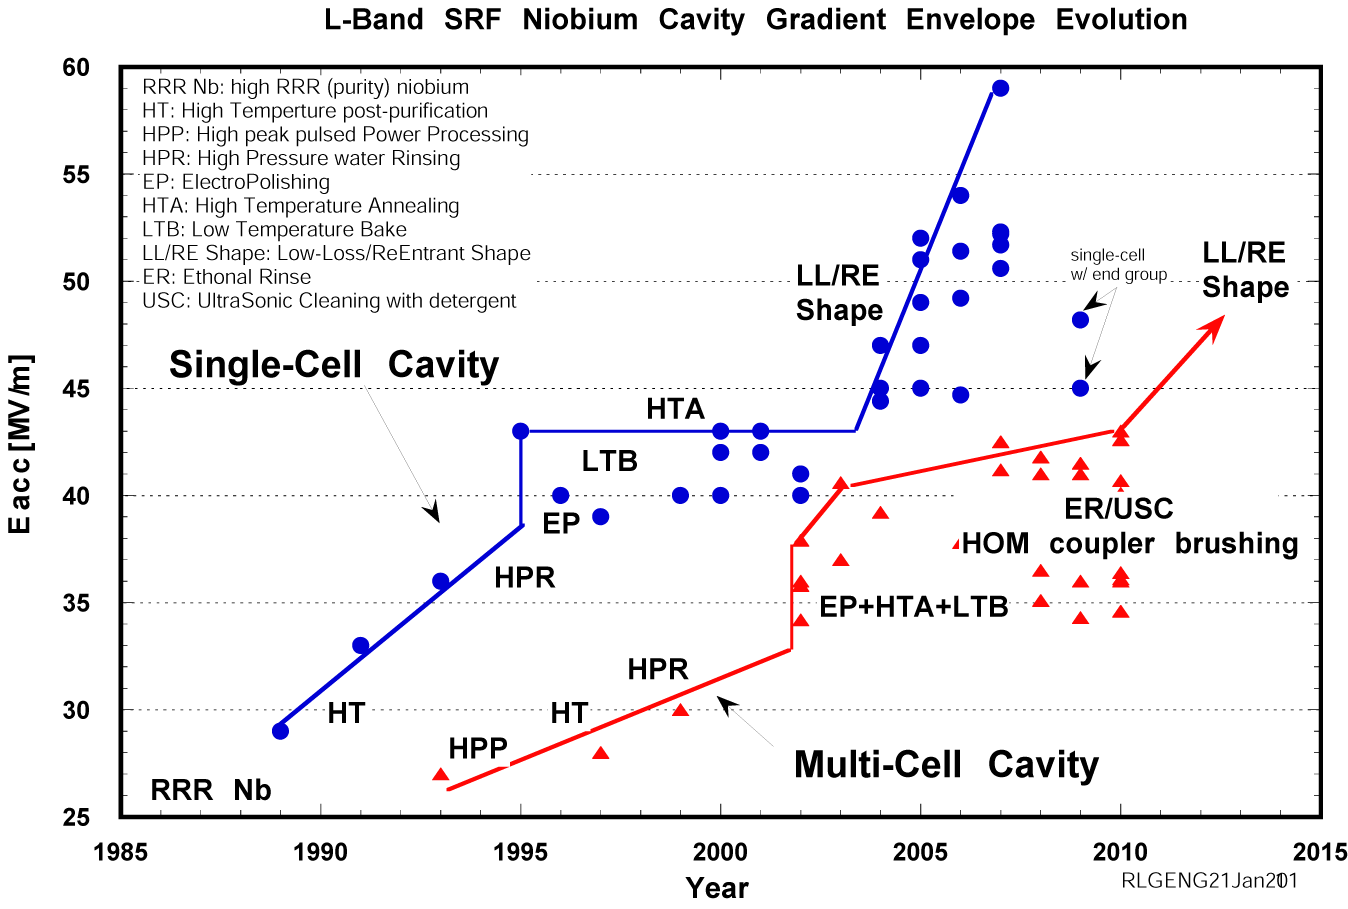 L-Band SRF Niobium Cavity Gradient Envelope Evolution
60
RRR Nb: high RRR (purity) niobium
HT: High Temperture post-purification
HPP: High peak pulsed Power Processing
HPR: High Pressure water Rinsing
EP: ElectroPolishing
HTA: High Temperature Annealing
LTB: Low Temperature Bake
LL/RE Shape: Low-Loss/ReEntrant Shape
ER: Ethonal Rinse
USC: UltraSonic Cleaning with detergent
55
50
45
40
35
30
25
Eacc [MV/m]
Single-Cell Cavity
LL/RE
Shape
single-cell
w/ end group
LL/RE
Shape
HTA
LTB
EP
HPR
HT
RRR Nb
ER/USC
HOM coupler brushing
EP+HTA+LTB
HPR
HT
HPP
Multi-Cell Cavity
1985
1990
1995
2000
2005
2010
2015
Year